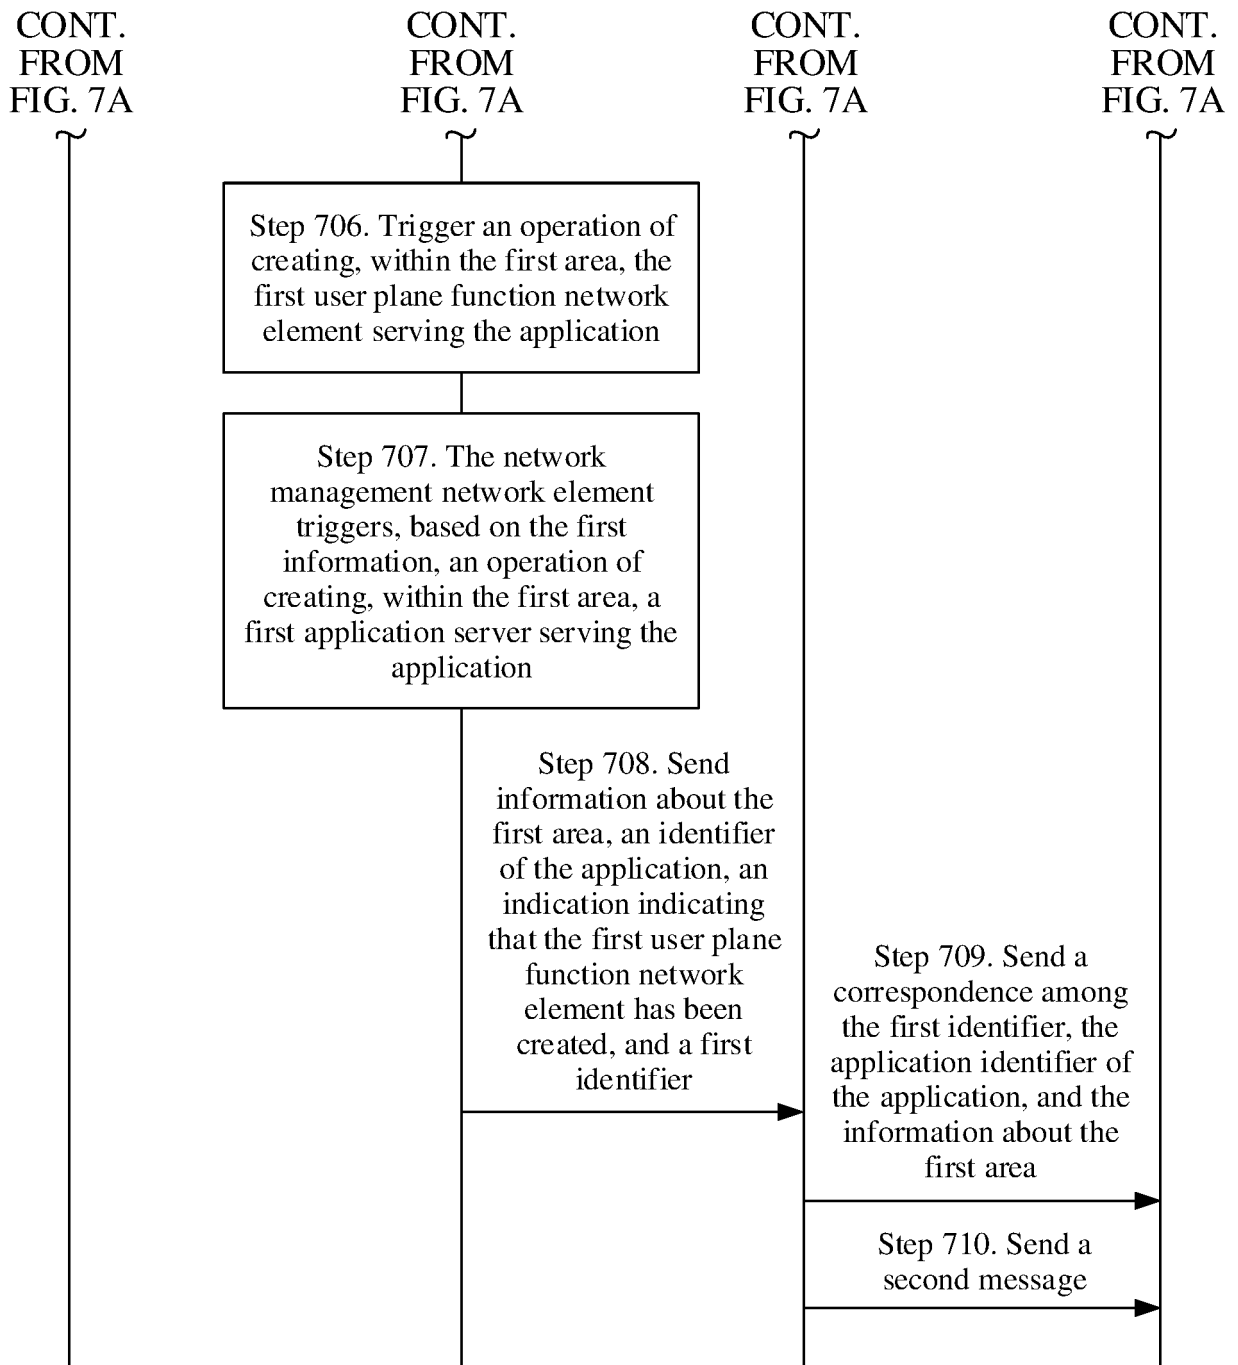 CONT.
FROM
FIG. 7A
CONT.
FROM
FIG. 7A
CONT.
FROM
FIG. 7A
CONT.
FROM
FIG. 7A
Step 706. Trigger an operation of
creating, within the first area, the
first user plane function network
element serving the application
Step 707. The network
management network element
triggers, based on the first
information, an operation of
creating, within the first area, a
first application server serving the
application
Step 708. Send
information about the
first area, an identifier
of the application, an
indication indicating
that the first user plane
function network
element has been
created, and a first
identifier
Step 709. Send a
correspondence among
the first identifier, the
application identifier of
the application, and the
information about the
first area
Step 710. Send a
second message